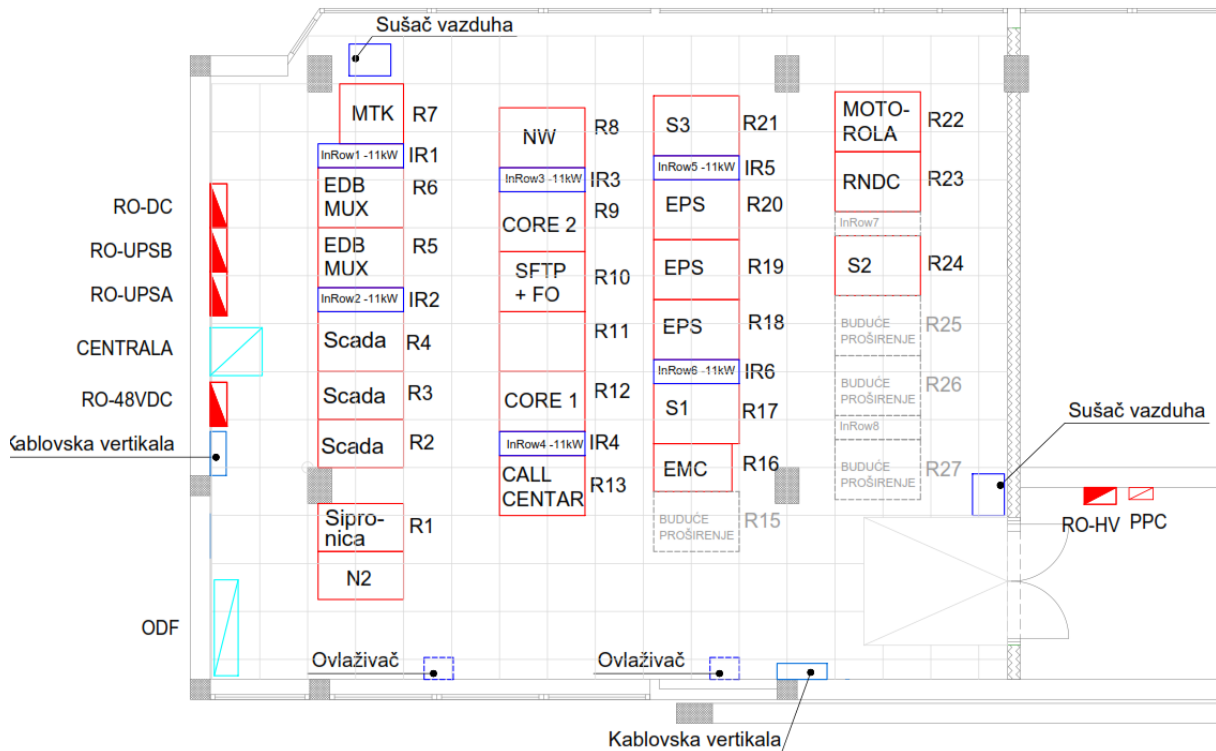 Sušač vazduha
MTK
R7
InRow1 -11kW
IR1
EDB
MUX
R6
EDB
MUX
R5
InRow2 -11kW
IR2
Scada
R4
Scada
R3
Scada
R2
Sipro-
nica
R1
N2
NW
R8
InRow3 -11kW
IR3
CORE 2
R9
SFTP
+ FO
R10
R11
CORE 1
R12
InRow4 -11kW
IR4
CALL
CENTAR
R13
S3
R21
InRow5 -11kW
IR5
EPS
R20
EPS
R19
EPS
R18
InRow6 -11kW
IR6
S1
R17
EMC
R16
BUDUĆE
PROŠIRENJE
R15
MOTO-
ROLA
R22
RNDC
R23
InRow7
S2
R24
BUDUĆE
PROŠIRENJE
R25
BUDUĆE
PROŠIRENJE
R26
InRow8
BUDUĆE
PROŠIRENJE
R27
RO-DC
RO-UPSB
RO-UPSA
CENTRALA
RO-48VDC
Kablovska vertikala
ODF
Sušač vazduha
RO-HV
PPC
Ovlaživač
Ovlaživač
Kablovska vertikala